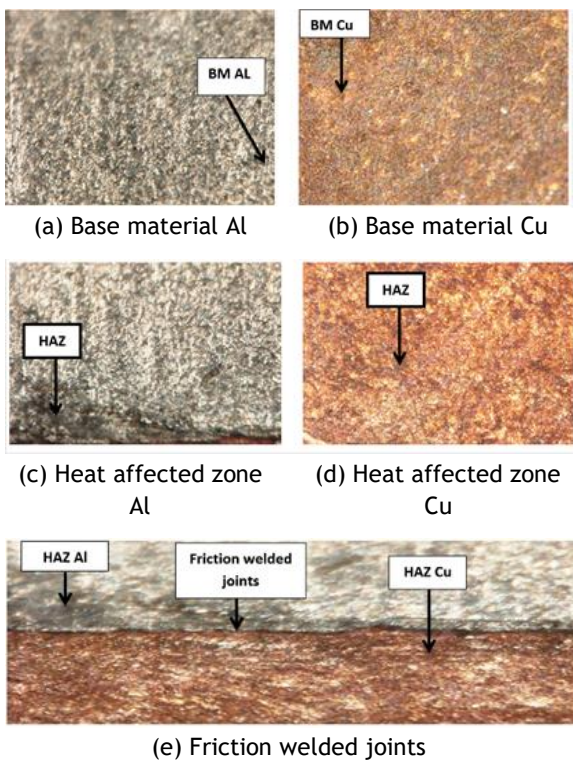 BM AL
BM Cu
(a) Base material Al
(b) Base material Cu
HAZ
HAZ
(c) Heat affected zone
Al
(d) Heat affected zone
Cu
HAZ Al
Friction welded
joints
HAZ Cu
(e) Friction welded joints